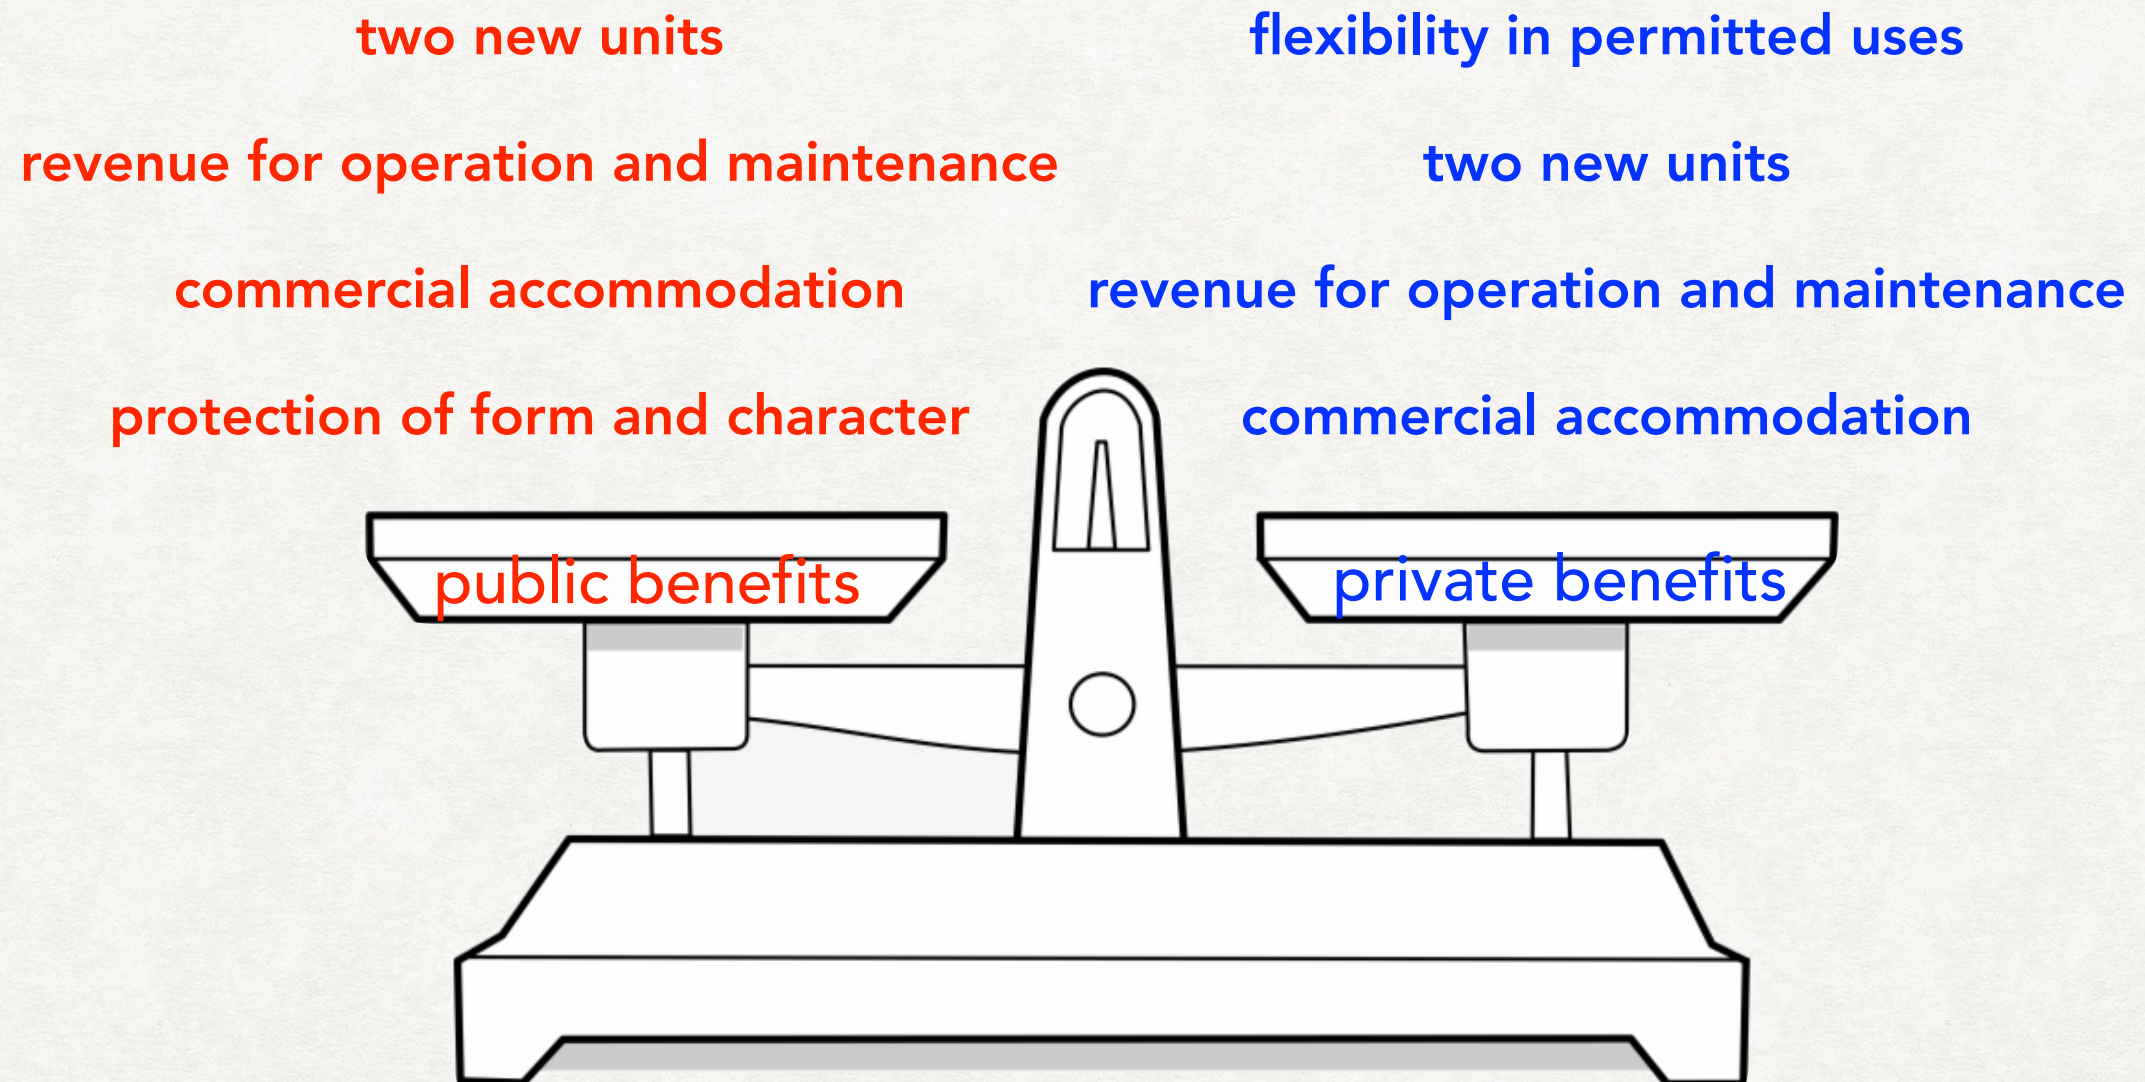 two new units
revenue for operation and maintenance
commercial accommodation
protection of form and character
public benefits
flexibility in permitted uses
two new units
revenue for operation and maintenance
commercial accommodation
private benefits